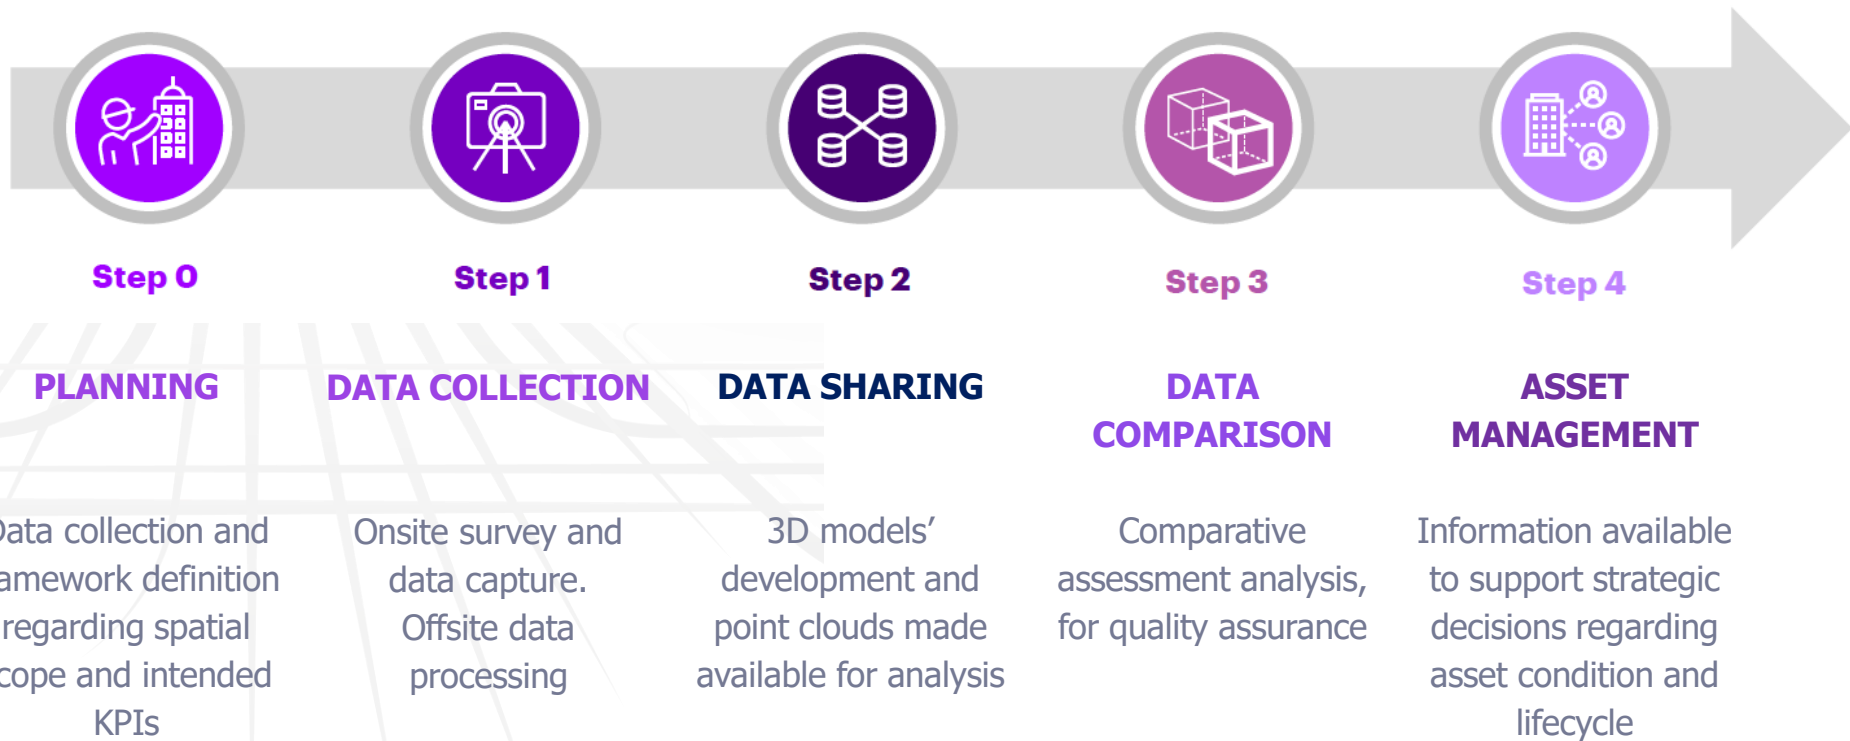 Step 0
Step 1
Step 2
Step 3
Step 4
PLANNING
DATA COLLECTION
DATA SHARING
DATA
COMPARISON
ASSET
MANAGEMENT
Data collection and
amework definition
regarding spatial
cope and intended
KPIs
Onsite survey and
data capture.
Offsite data
processing
3D models’
development and
point clouds made
available for analysis
Comparative
assessment analysis,
for quality assurance
Information available
to support strategic
decisions regarding
asset condition and
lifecycle